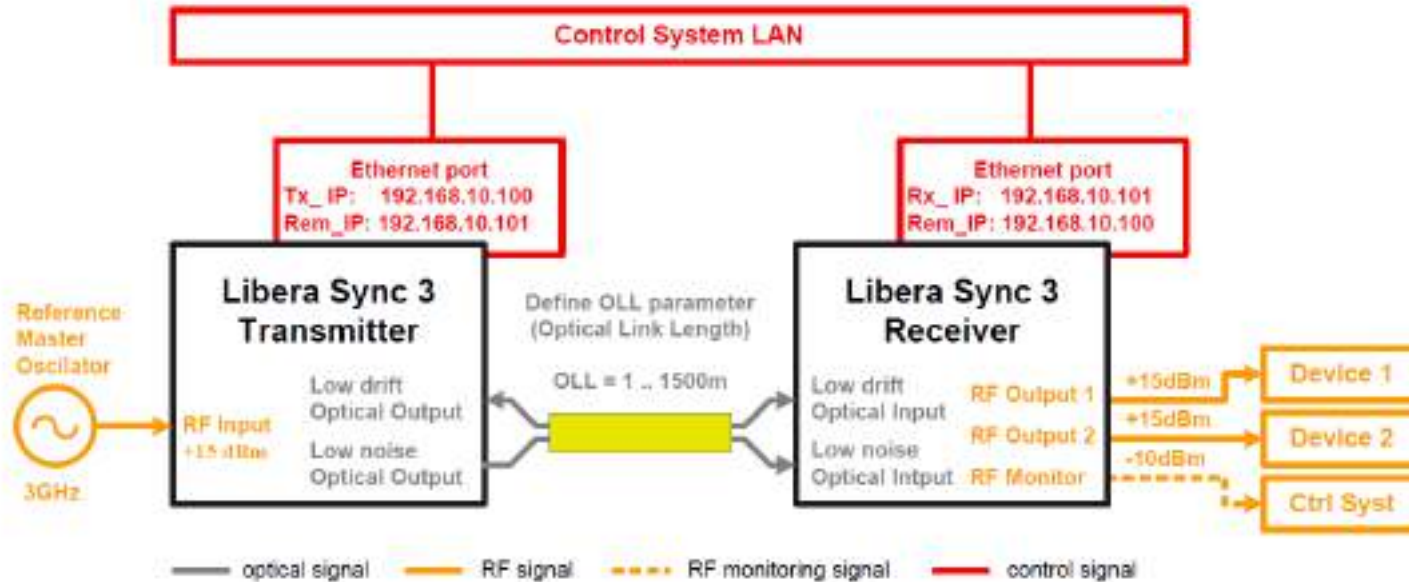 Control System LAN
Ethernet port
Tx_ IP: 192.168.10.100
Rem_IP: 192.168.10.101
Ethernet port
Rx_ IP: 192.168.10.101
Rem_IP: 192.168.10.100
Reference
Master
Oscilator
3GHz
Libera Sync 3
Transmitter
RF Input
+15 dBm
Low drift
Optical Output
Low noise
Optical Output
Define OLL parameter
(Optical Link Length)
OLL = 1 .. 1500m
Libera Sync 3
Receiver
Low drift
Optical Input
Low noise
Optical Intput
RF Output 1
RF Output 2
RF Monitor
+15dBm
+15dBm
-10dBm
Device 1
Device 2
Ctrl Syst
optical signal
RF signal
RF monitoring signal
control signal